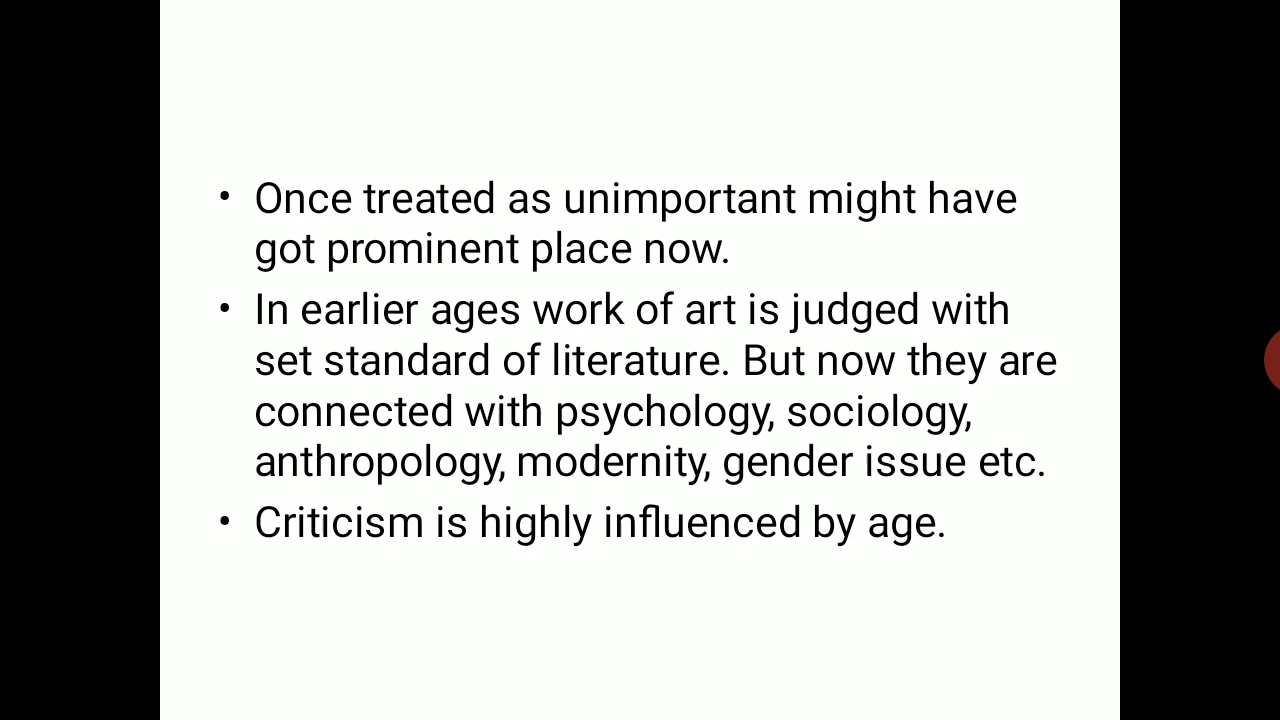 • Once treated as unimportant might have
got prominent place now.
• In earlier ages work of art is judged with
set standard of literature. But now they are
connected with psychology, sociology,
anthropology, modernity, gender issue etc.
• Criticism is highly influenced by age.